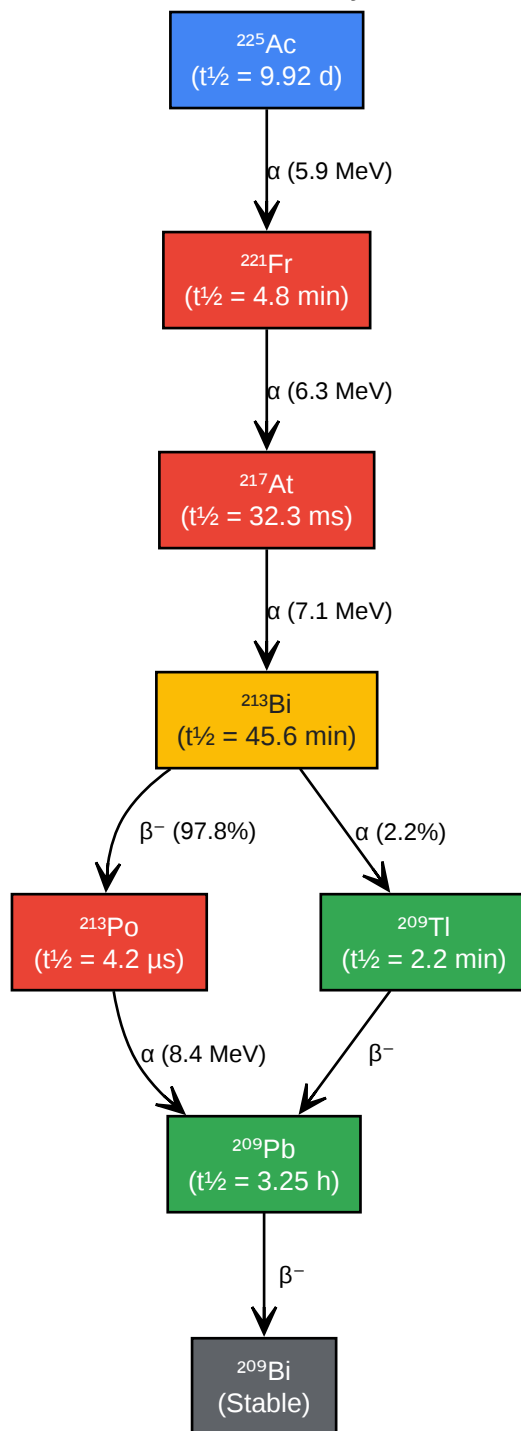 ²²⁵Ac
(t½ = 9.92 d)
α (5.9 MeV)
²²¹Fr
(t½ = 4.8 min)
α (6.3 MeV)
²¹⁷At
(t½ = 32.3 ms)
α (7.1 MeV)
²¹³Bi
(t½ = 45.6 min)
β⁻ (97.8%)
α (2.2%)
²¹³Po
(t½ = 4.2 µs)
²⁰⁹Tl
(t½ = 2.2 min)
α (8.4 MeV)
β⁻
²⁰⁹Pb
(t½ = 3.25 h)
β⁻
²⁰⁹Bi
(Stable)